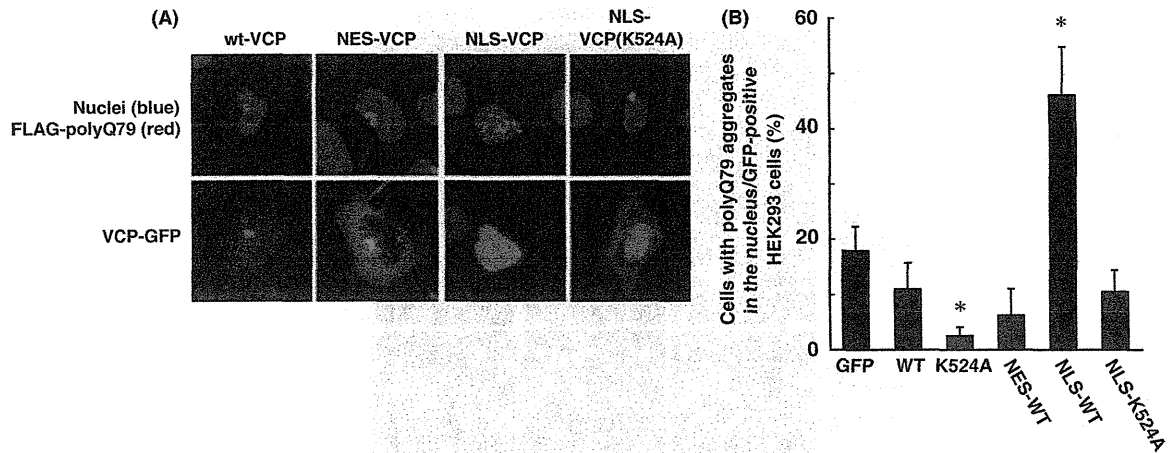 (A)
wt-VCP
NES-VCP
NLS-VCP
NLS-
VCP(K524A)
Nuclei (blue)
FLAG-polyQ79 (red)
VCP-GFP
(B)
Cells with polyQ79 aggregates
in the nucleus/GFP-positive
HEK293 cells (%)
60
40
20
0
*
*
GFP
WT
K524A
NES-WT
NLS-WT
NLS-K524A